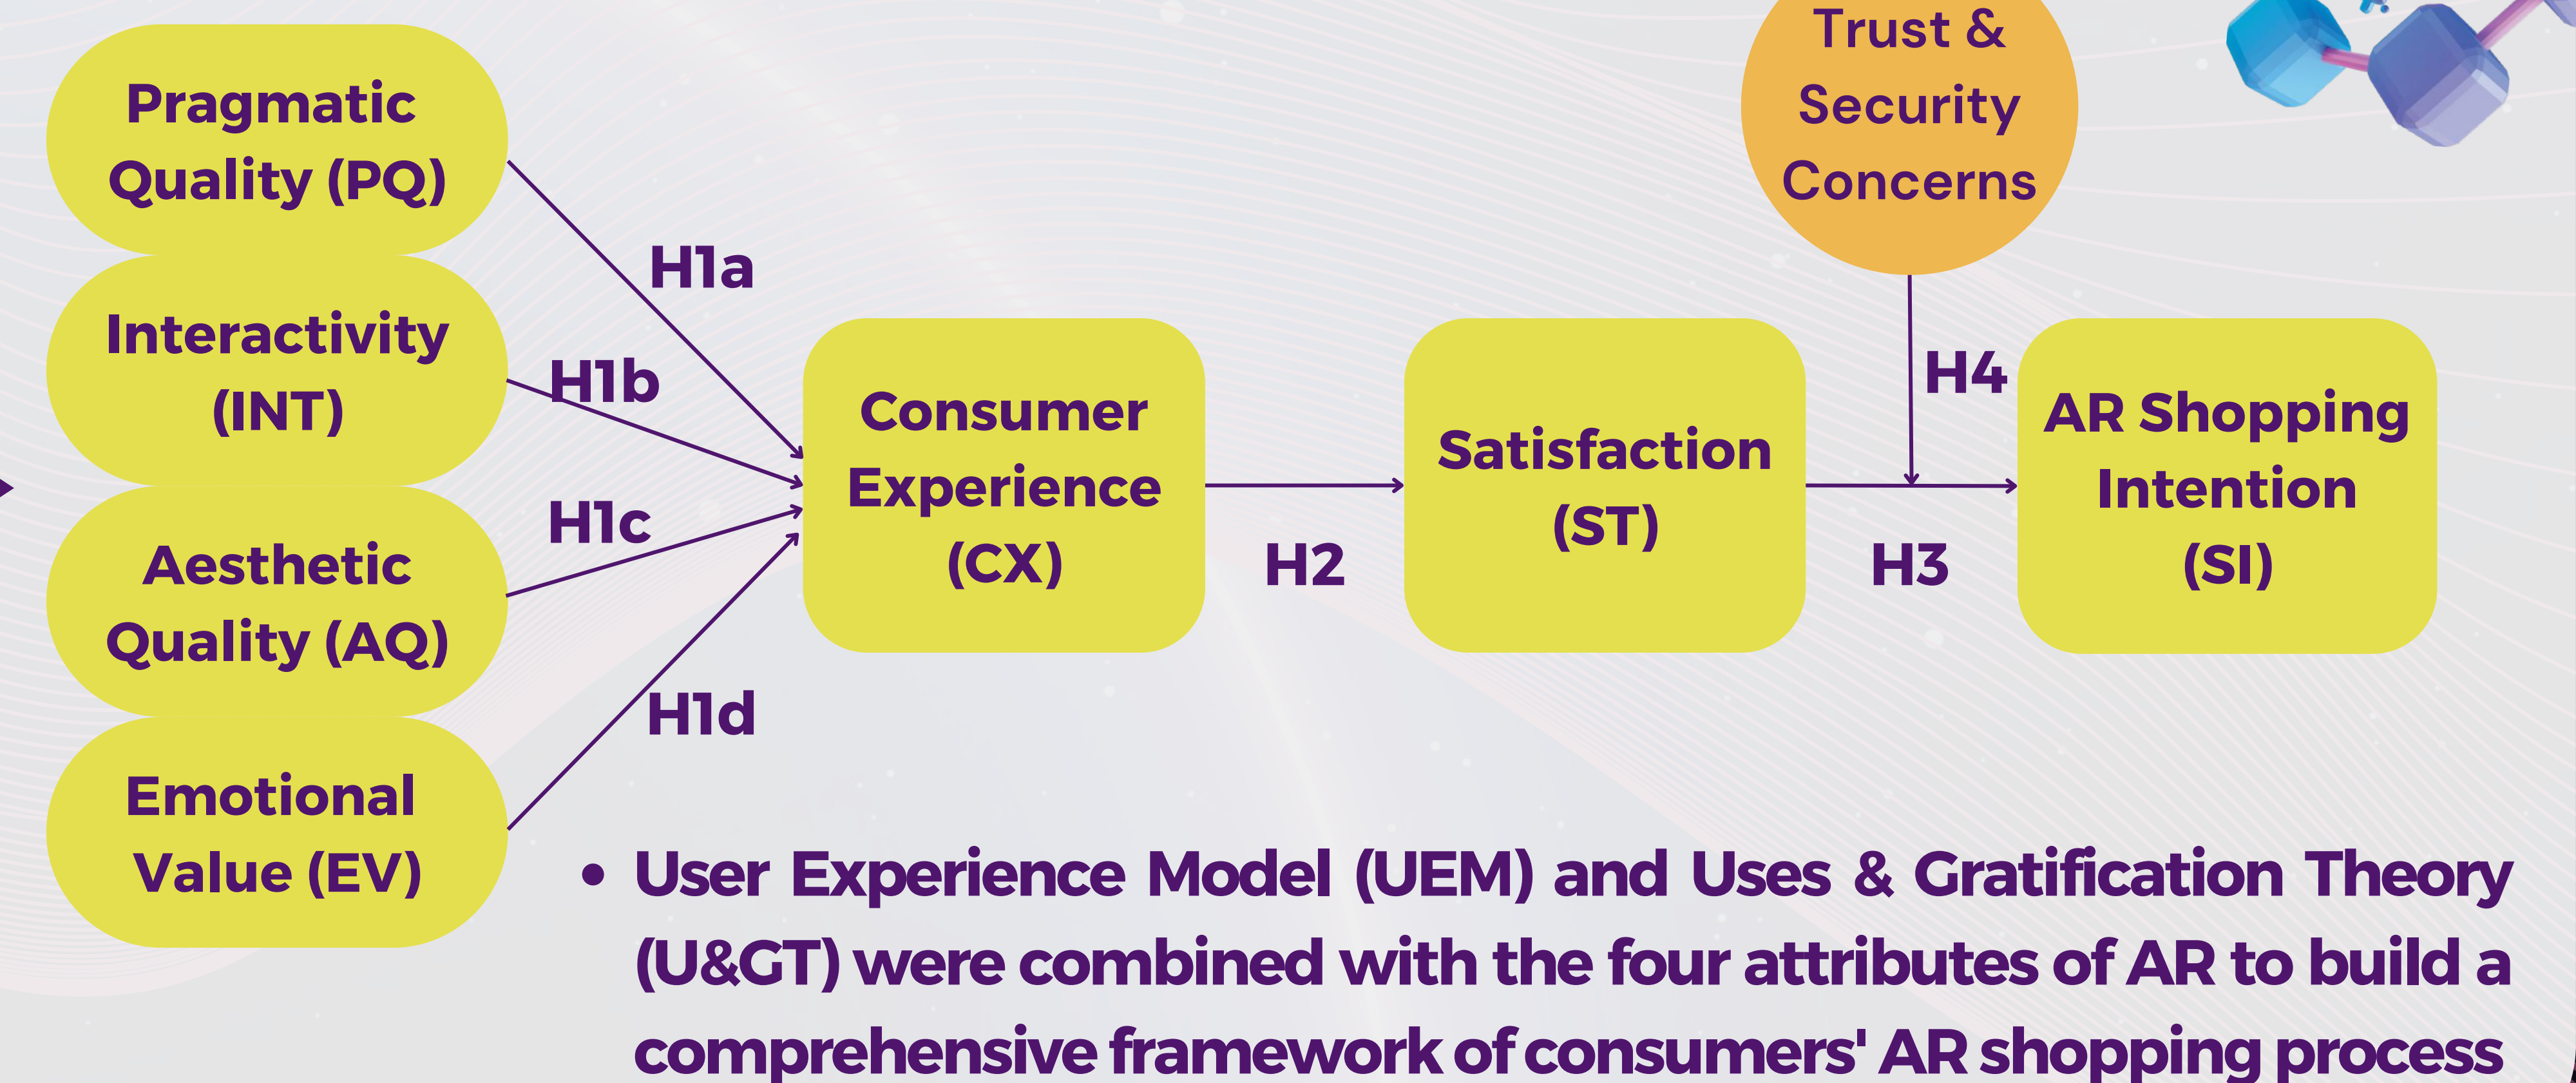 Trust &
Security
Concerns
Pragmatic
Quality (PQ)
H1a
Interactivity
(INT)
H1b
H4
Consumer
Experience
(CX)
Satisfaction
(ST)
AR Shopping
Intention
(SI)
H1c
H2
H3
Aesthetic
Quality (AQ)
H1d
Emotional
Value (EV)
• User Experience Model (UEM) and Uses & Gratification Theory
(U&GT) were combined with the four attributes of AR to build a
comprehensive framework of consumers' AR shopping process